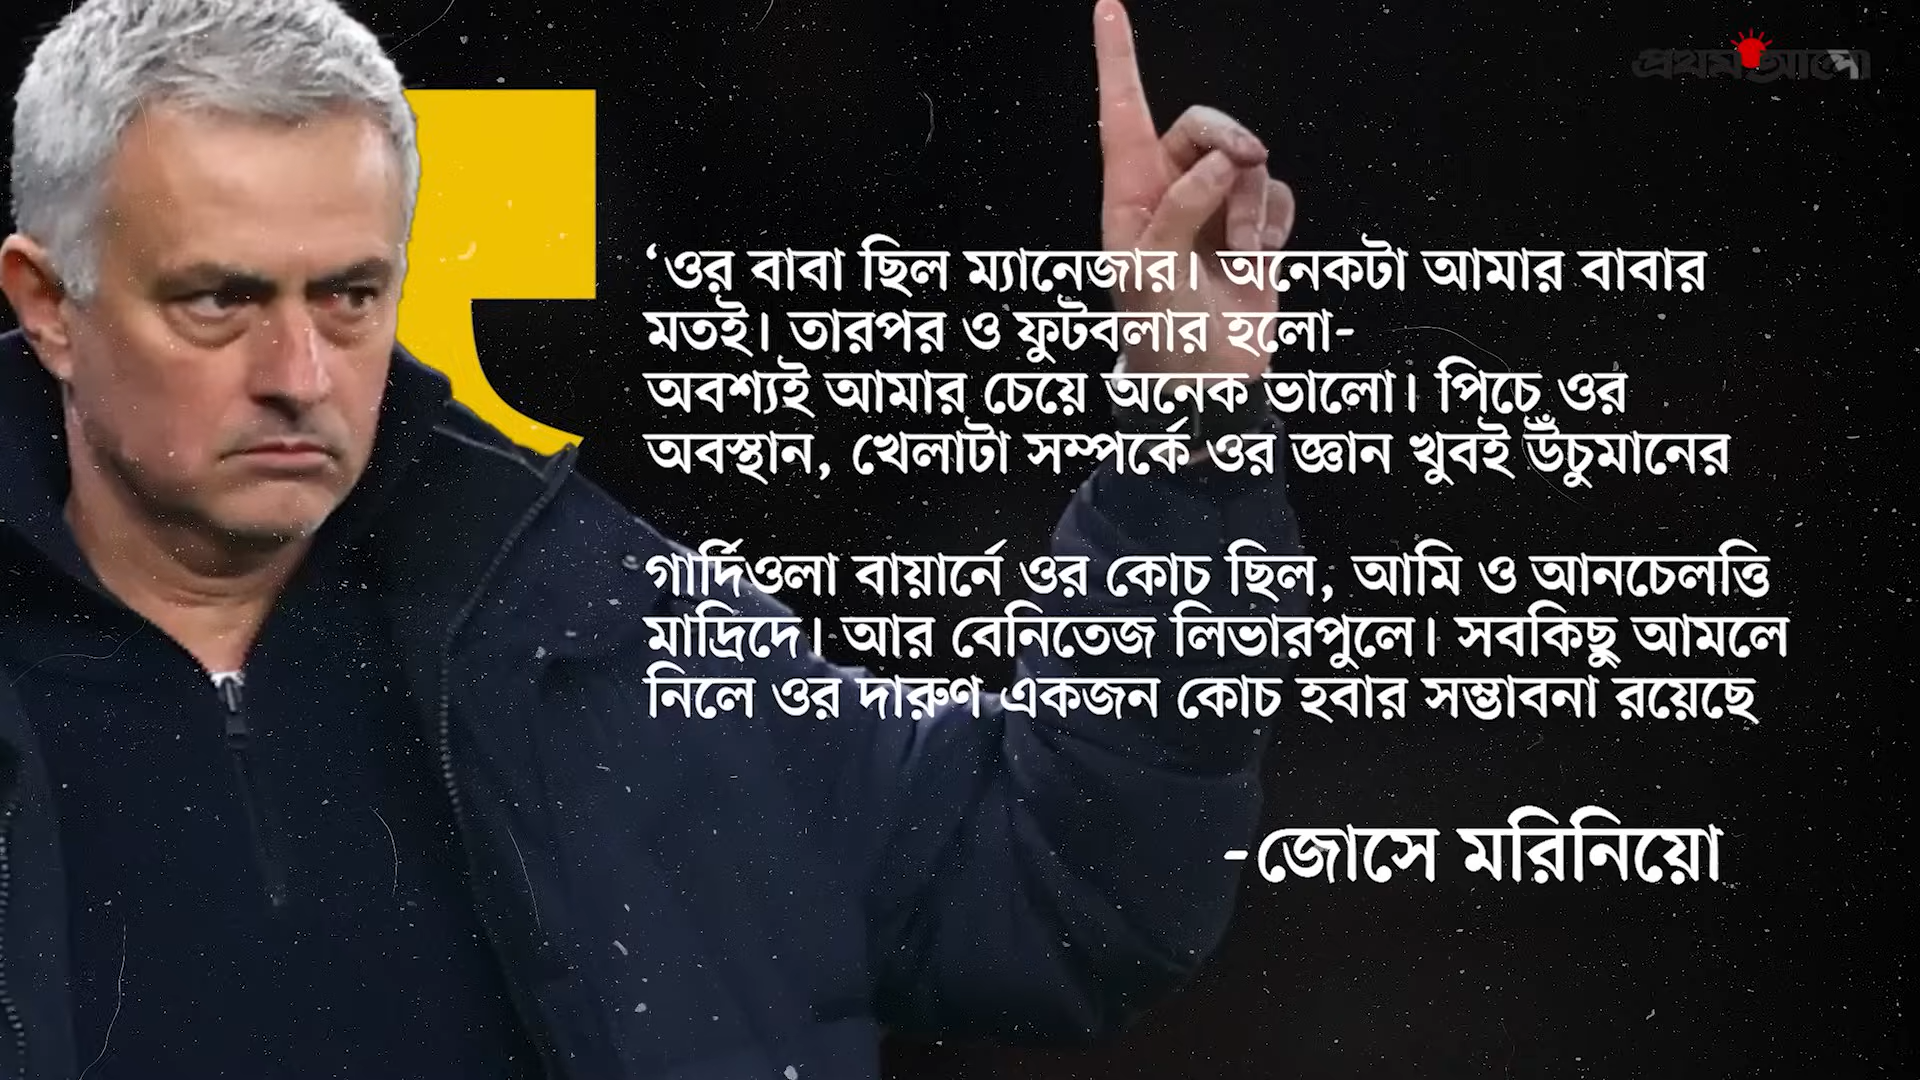 প্রথম আলো
‘ওর বাবা ছিল ম্যানেজার। অনেকটা আমার বাবার
মতই। তারপর ও ফুটবলার হলো-
অবশ্যই আমার চেয়ে অনেক ভালো। পিচে ওর
অবস্থান, খেলাটা সম্পর্কে ওর জ্ঞান খুবই উঁচুমানের
গার্দিওলা বায়ার্নে ওর কোচ ছিল, আমি ও আনচেলত্তি
মাদ্রিদে। আর বেনিতেজ লিভারপুলে। সবকিছু আমলে
নিলে ওর দারুণ একজন কোচ হবার সম্ভাবনা রয়েছে
-জোসে মরিনিয়ো